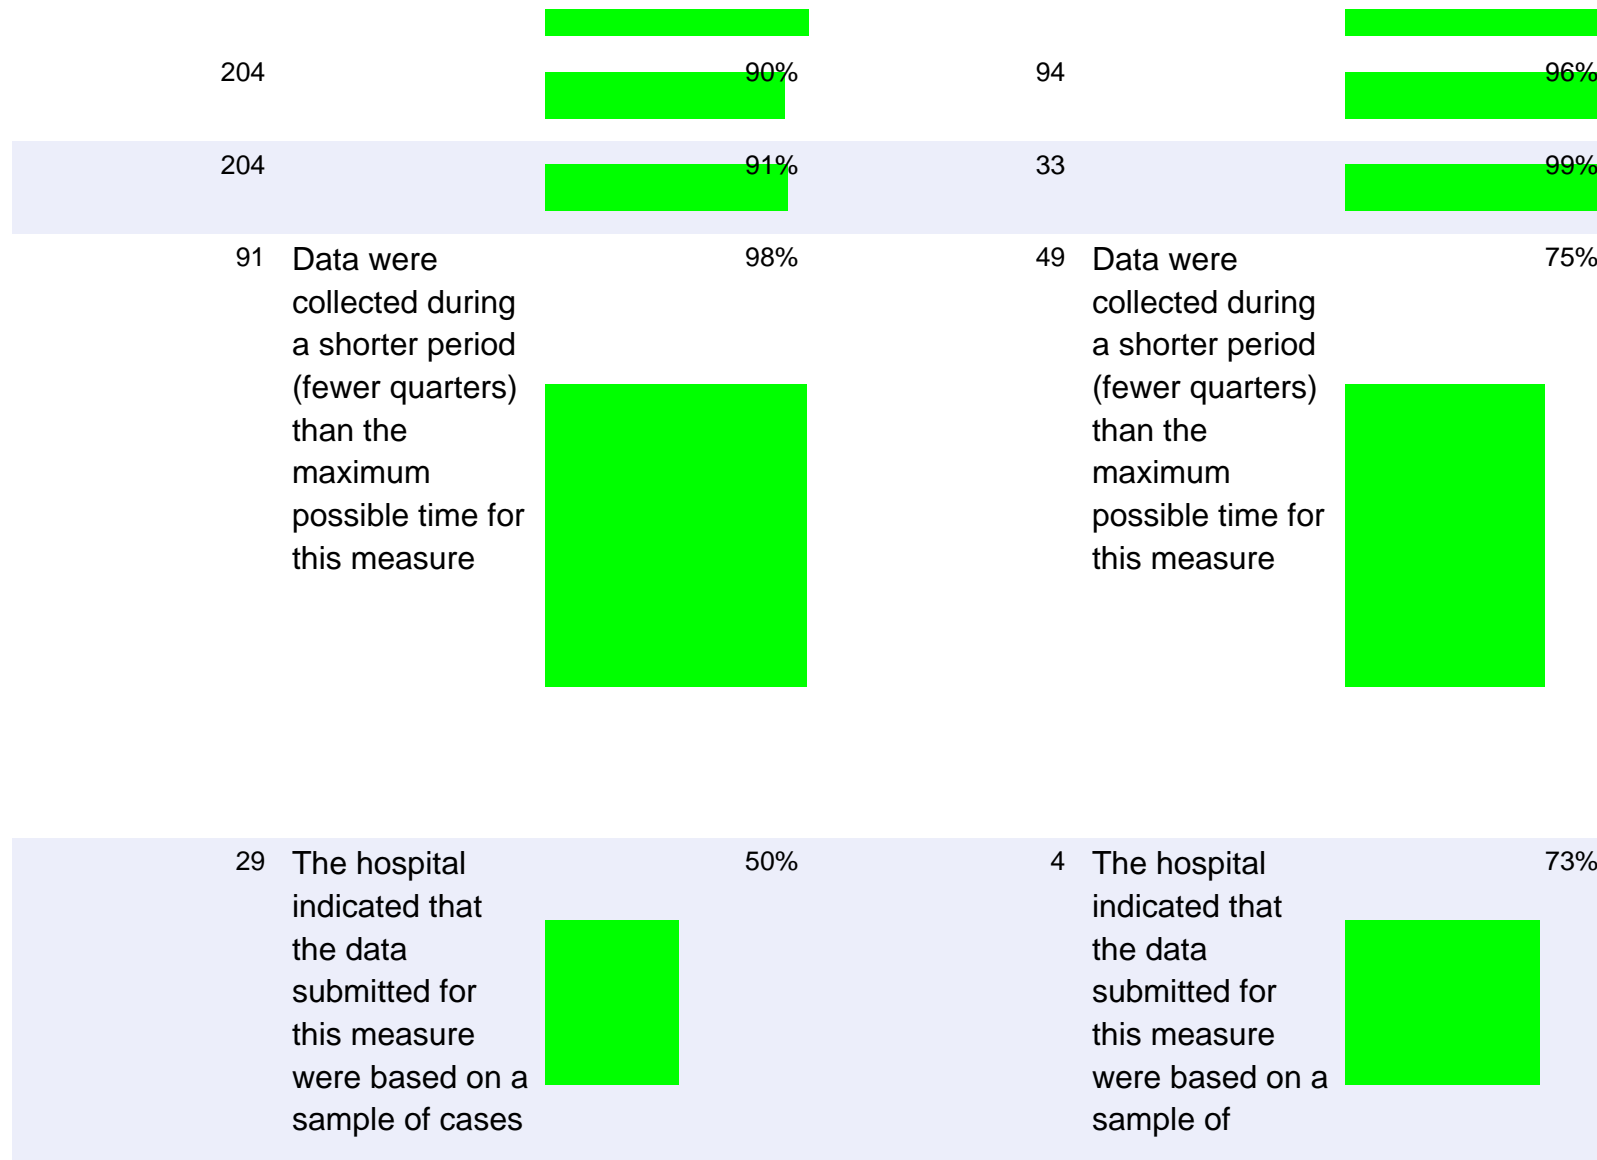 204 90% 94 96%
204 91% 33 99%
91 Data were 98% 49 Data were 75%
collected during collected during
a shorter period a shorter period
(fewer quarters) (fewer quarters)
than the than the
maximum maximum
possible time for possible time for
this measure this measure
29 The hospital 50% 4 The hospital 73%
indicated that indicated that
the data the data
submitted for submitted for
this measure this measure
were based on a were based on a
sample of cases sample of